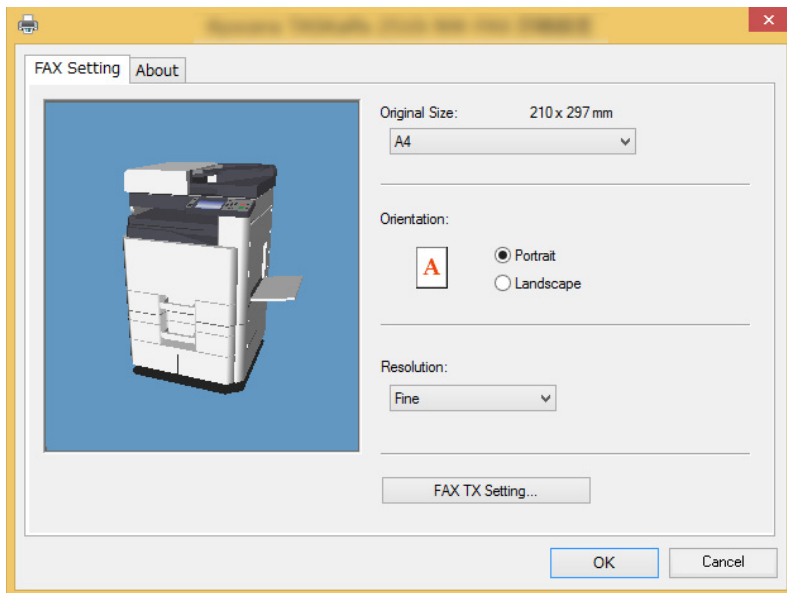 FAX Setting
About
Original Size: 210 x 297 mm
A4
Orientation:
A
Portrait
Landscape
Resolution:
Fine
FAX TX Setting...
OK
Cancel